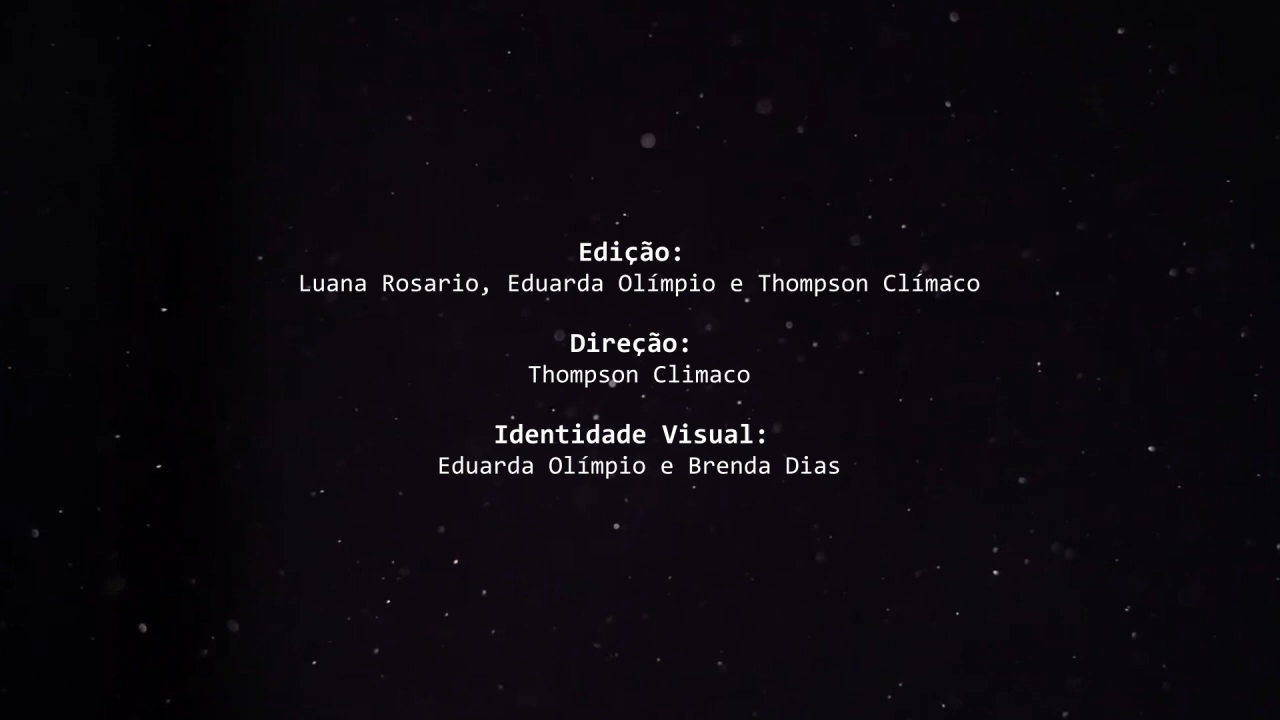 Edição:
Luana Rosario, Eduarda Olímpio e Thompson Clímaco
Direção:
Thompson Climaco
Identidade Visual:
Eduarda Olímpio e Brenda Dias